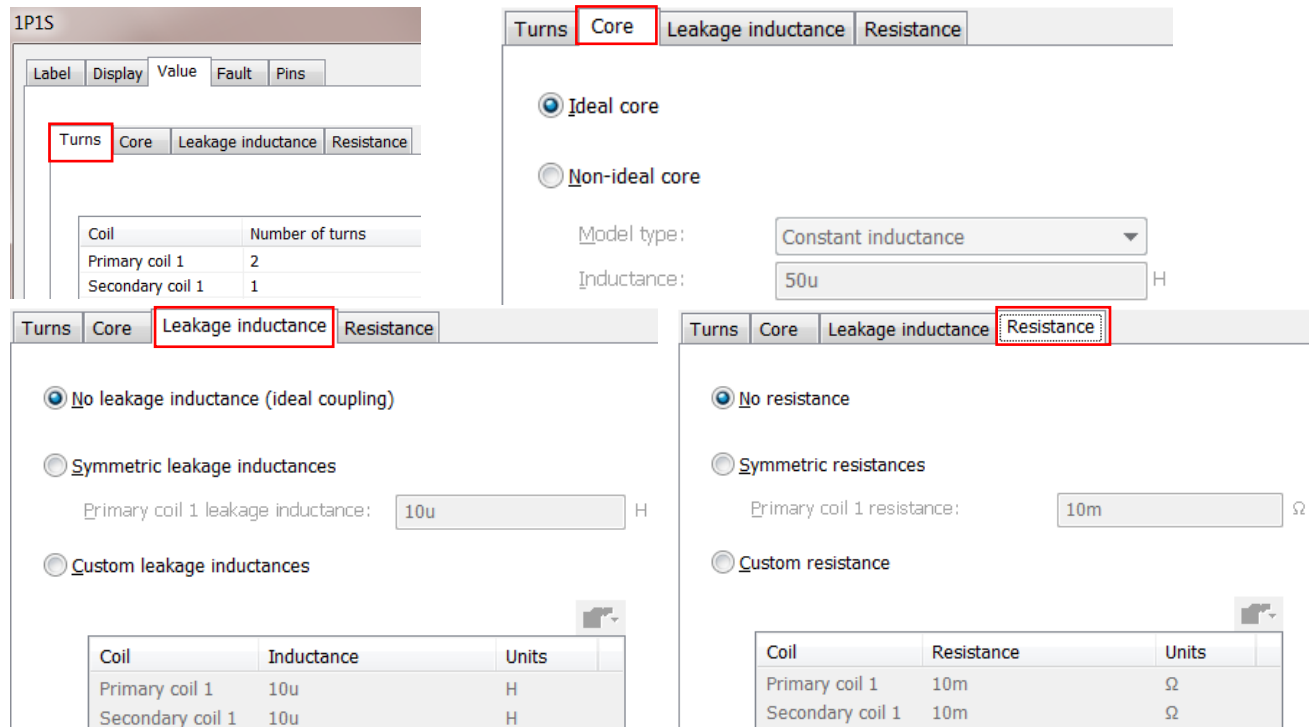 1P1S
Label Display Value Fault Pins
Turns Core Leakage inductance Resistance
Coil Number of turns
Primary coil 1 2
Secondary coil 1 1
Turns Core Leakage inductance Resistance
Ideal core
Non-ideal core
Model type: Constant inductance
Inductance: 50u H
Turns Core Leakage inductance Resistance
No leakage inductance (ideal coupling)
Symmetric leakage inductances
Primary coil 1 leakage inductance: 10u H
Custom leakage inductances
Coil Inductance Units
Primary coil 1 10u H
Secondary coil 1 10u H
Turns Core Leakage inductance Resistance
No resistance
Symmetric resistances
Primary coil 1 resistance: 10m Ω
Custom resistance
Coil Resistance Units
Primary coil 1 10m Ω
Secondary coil 1 10m Ω